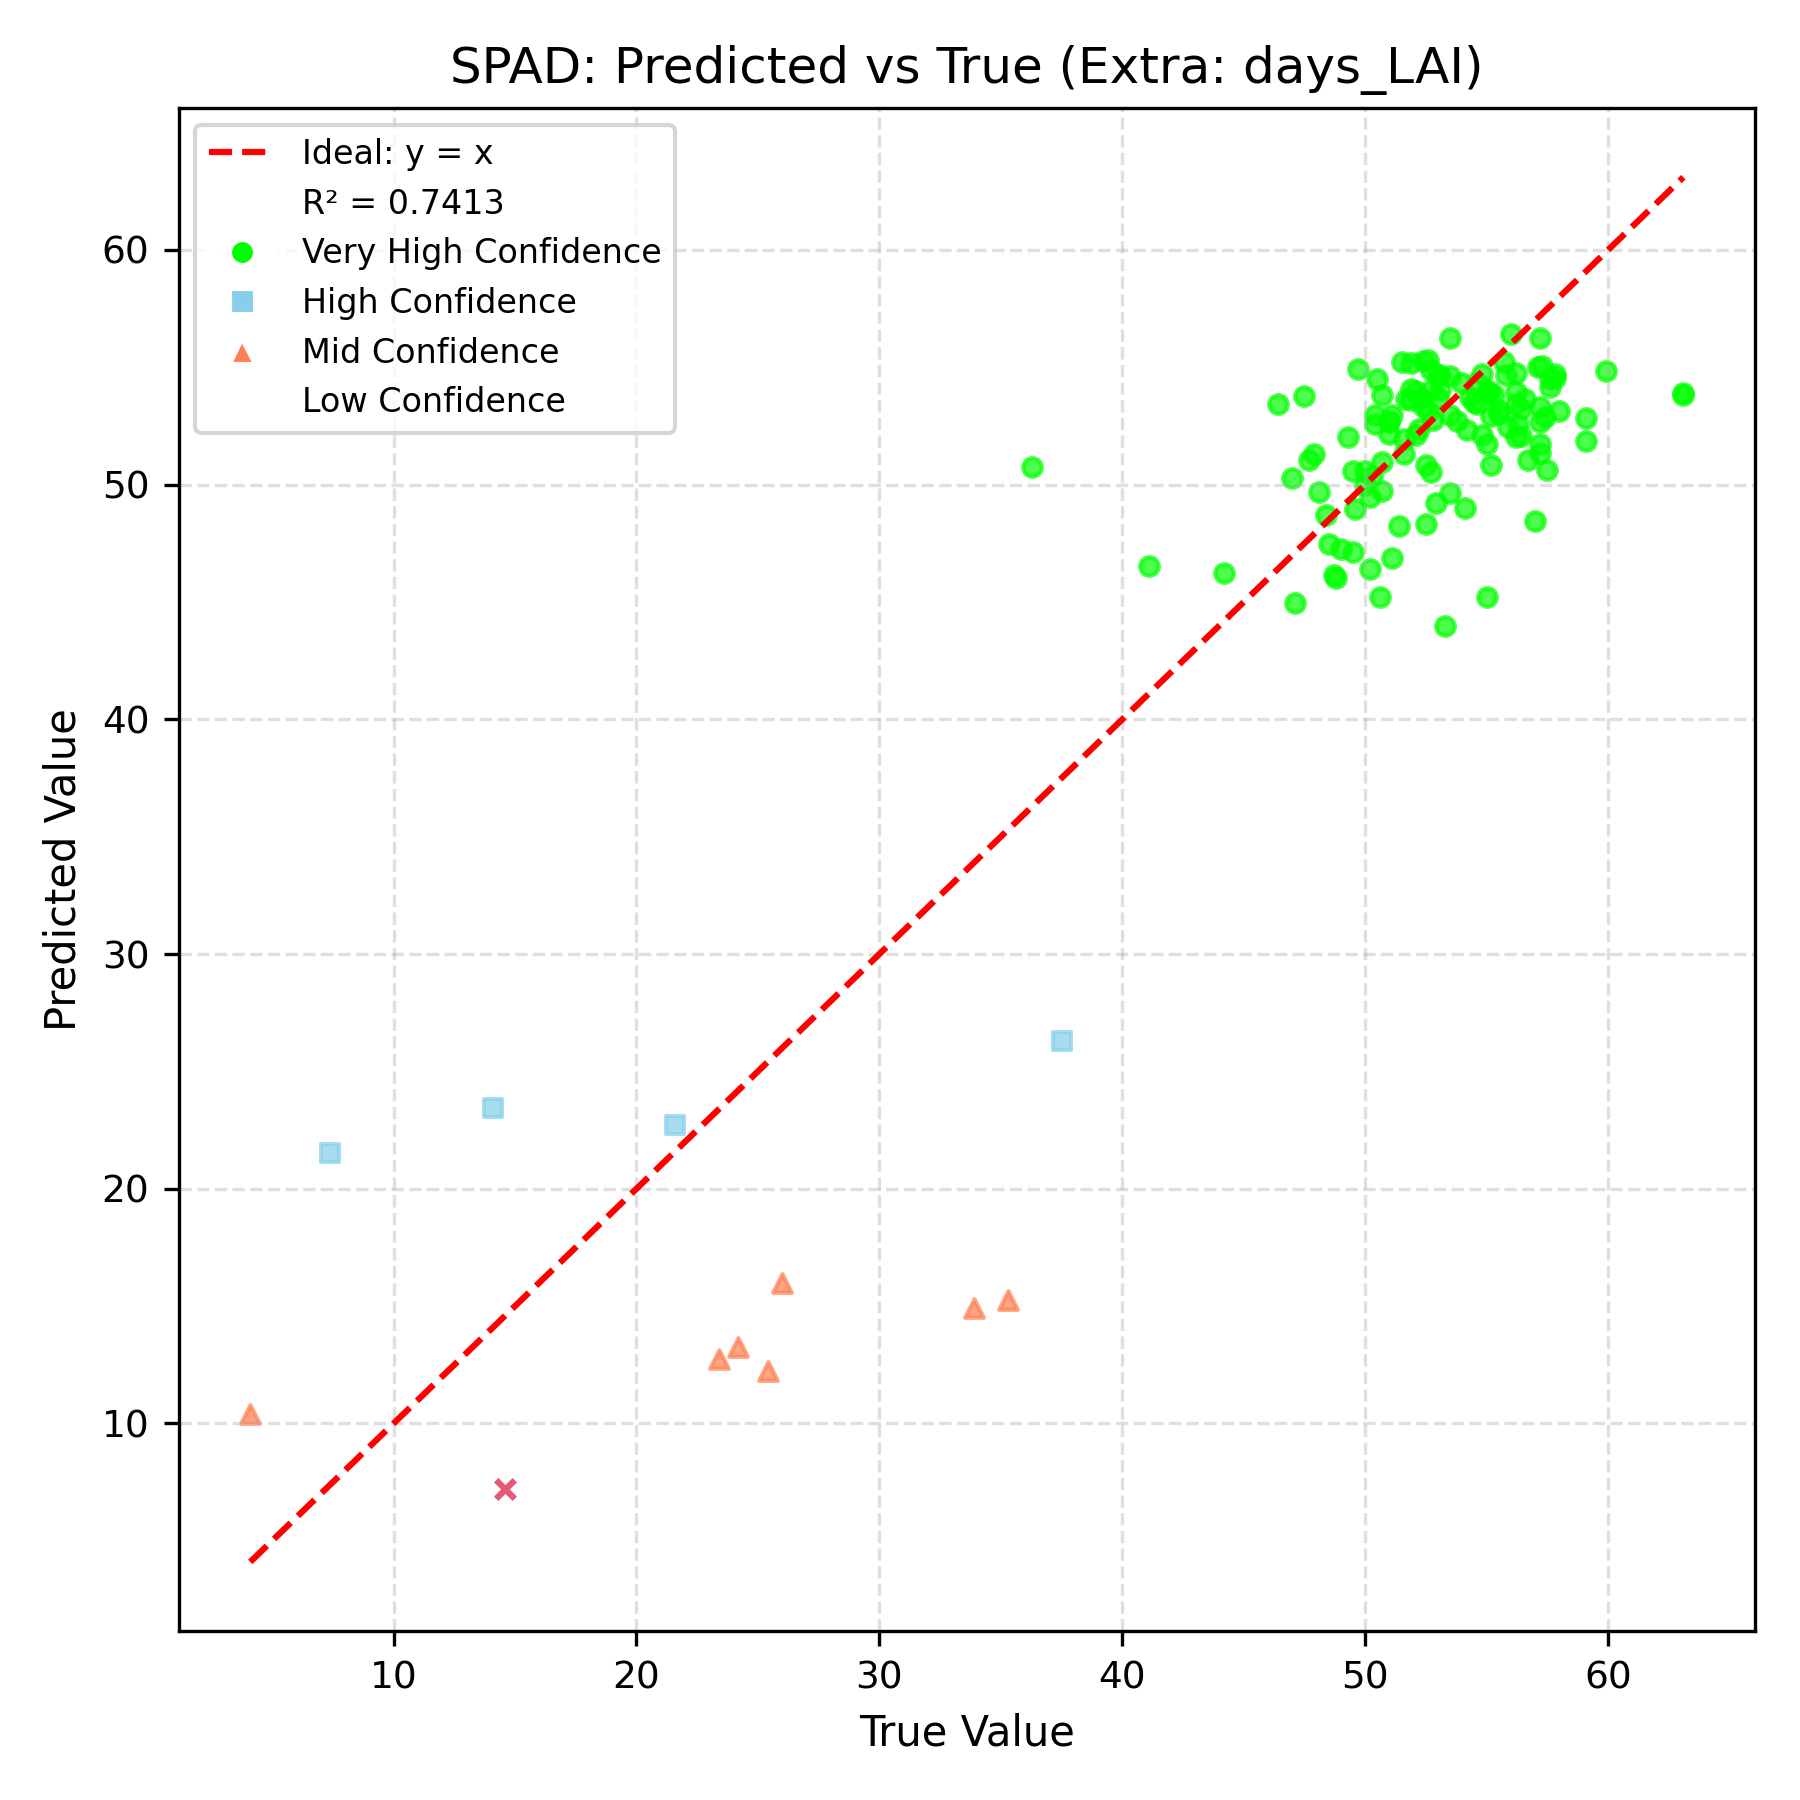 SPAD: Predicted vs True (Extra: days_LAI)
Ideal: y = x
R² = 0.7413
Very High Confidence
High Confidence
Mid Confidence
Low Confidence
60
50
40
30
20
10
Predicted Value
10 20 30 40 50 60
True Value